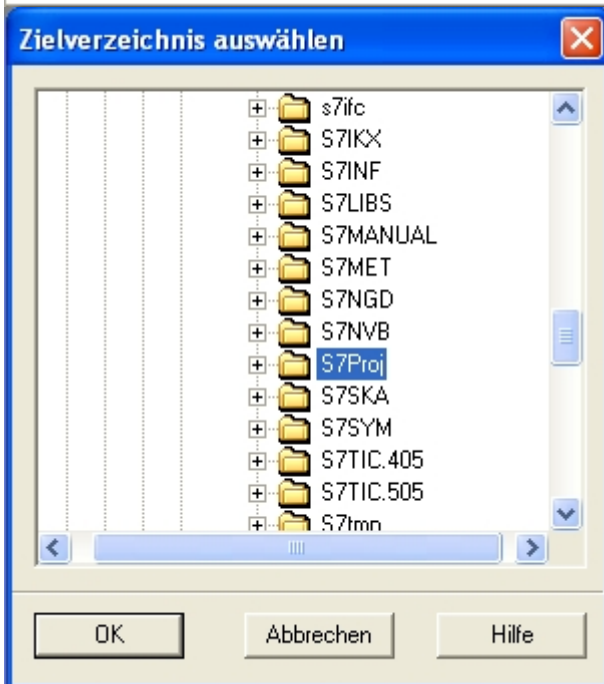 Zielverzeichnis auswählen
s7ifc
S7IKX
S7INF
S7LIBS
S7MANUAL
S7MET
S7NGD
S7NVB
S7Proj
S7SKA
S7SYM
S7TIC.405
S7TIC.505
S7tmp
OK Abbrechen Hilfe